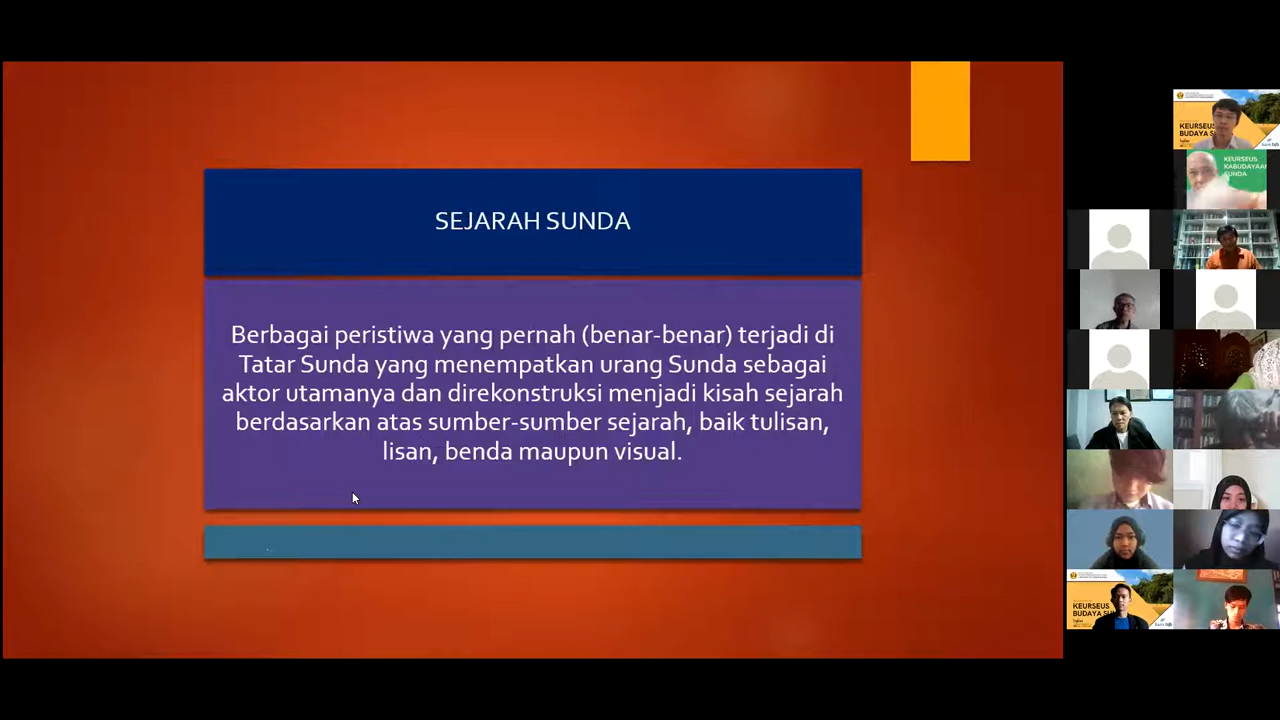 SEJARAH SUNDA
Berbagai peristiwa yang pernah (benar-benar) terjadi di
Tatar Sunda yang menempatkan urang Sunda sebagai
aktor utamanya dan direkonstruksi menjadi kisah sejarah
berdasarkan atas sumber-sumber sejarah, baik tulisan,
lisan, benda maupun visual.
KEURSEUS
BUDAYA
KEURSEUS
KABUDAYAAN
SUNDA
KEURSEUS
BUDAYA